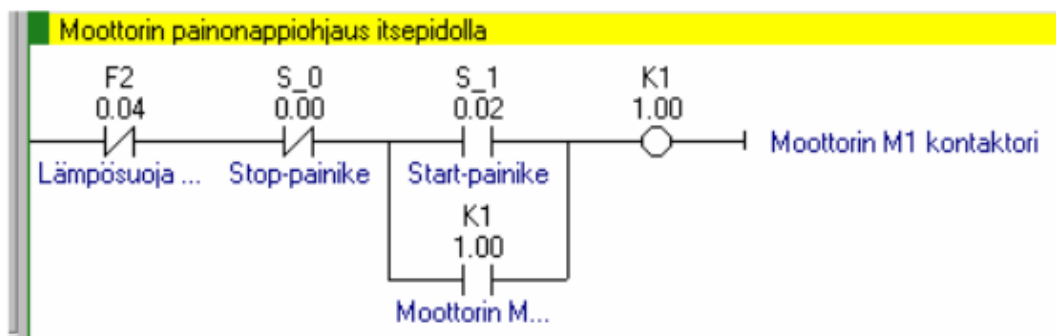 Moottorin painonappiohjaus itsepidolla
F2 S_0 S_1 K1
0.04 0.00 0.02 1.00
Moottorin M1 kontaktori
Lämpösuoja ... Stop-painike Start-painike
K1
1.00
Moottorin M...